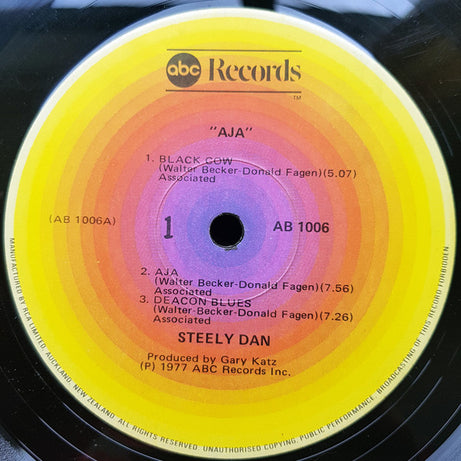 abc Records
TM
"AJA"
1. BLACK COW
(Walter Becker-Donald Fagen)(5.07)
Associated
(AB 1006A)
1
AB 1006
2. AJA
(Walter Becker-Donald Fagen)(7.56)
Associated
3. DEACON BLUES
(Walter Becker-Donald Fagen)(7.26)
Associated
STEELY DAN
Produced by Gary Katz
(P) 1977 ABC Records Inc.
MANUFACTURED BY RCA LIMITED, AUCKLAND, NEW ZEALAND. ALL RIGHTS RESERVED. UNAUTHORISED COPYING, PUBLIC PERFORMANCE, BROADCASTING OF THIS RECORD FORBIDDEN